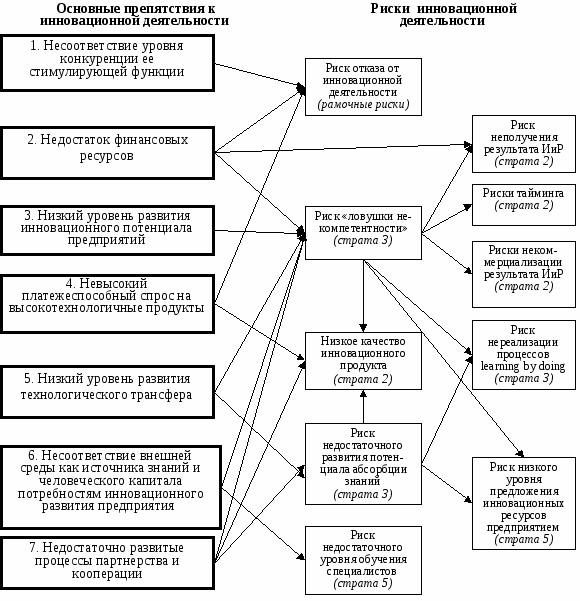 Основные препятствия к
инновационной деятельности
Риски инновационной
деятельности
1. Несоответствие уровня
конкуренции ее
стимулирующей функции
2. Недостаток финансовых
ресурсов
3. Низкий уровень развития
инновационного потенциала
предприятий
4. Невысокий
платежеспособный спрос на
высокотехнологичные продукты
5. Низкий уровень развития
технологического трансфера
6. Несоответствие внешней
среды как источника знаний и
человеческого капитала
потребностям инновационного
развития предприятия
7. Недостаточно развитые
процессы партнерства и
кооперации
Риск отказа от
инновационной
деятельности
(рамочные риски)
Риск «ловушки не-
компетентности»
(страта 3)
Низкое качество
инновационного
продукта
(страта 2)
Риск
недостаточного
развития потен-
циала абсорбции
знаний
(страта 3)
Риск
недостаточного
уровня обучения
специалистов
(страта 5)
Риск
неполучения
результата ИиР
(страта 2)
Риски тайминга
(страта 2)
Риски неком-
мерциализации
результата ИиР
(страта 2)
Риск
нереализации
процессов
learning by doing
(страта 3)
Риск низкого
уровня
предложения
инновационных
ресурсов
предприятием
(страта 5)